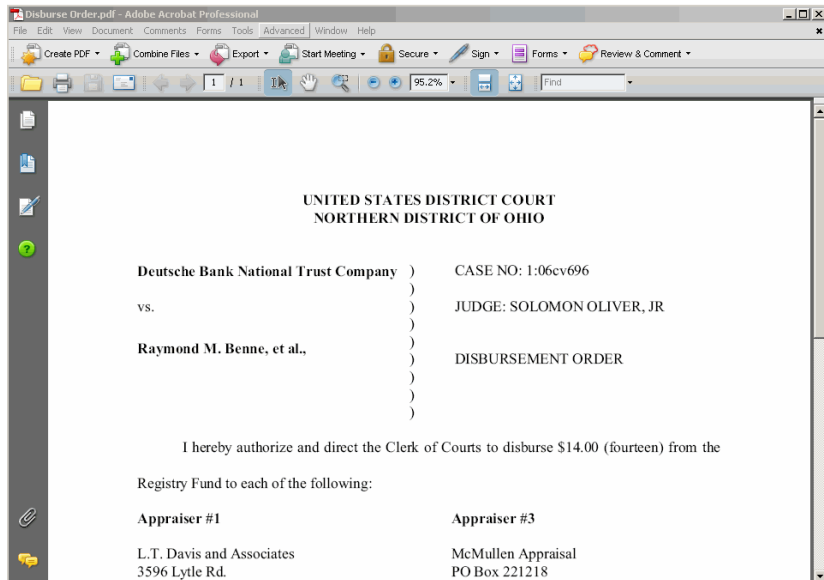 Disburse Order.pdf - Adobe Acrobat Professional
File Edit View Document Comments Forms Tools Advanced Window Help
Create PDF Combine Files Export Start Meeting Secure Sign Forms Review & Comment
1 / 1 95.2% Find
UNITED STATES DISTRICT COURT
NORTHERN DISTRICT OF OHIO
Deutsche Bank National Trust Company ) CASE NO: 1:06cv696
)
vs. ) JUDGE: SOLOMON OLIVER, JR
)
Raymond M. Benne, et al., )
) DISBURSEMENT ORDER
)
)
)
I hereby authorize and direct the Clerk of Courts to disburse $14.00 (fourteen) from the
Registry Fund to each of the following:
Appraiser #1 Appraiser #3
L.T. Davis and Associates McMullen Appraisal
3596 Lytle Rd. PO Box 221218